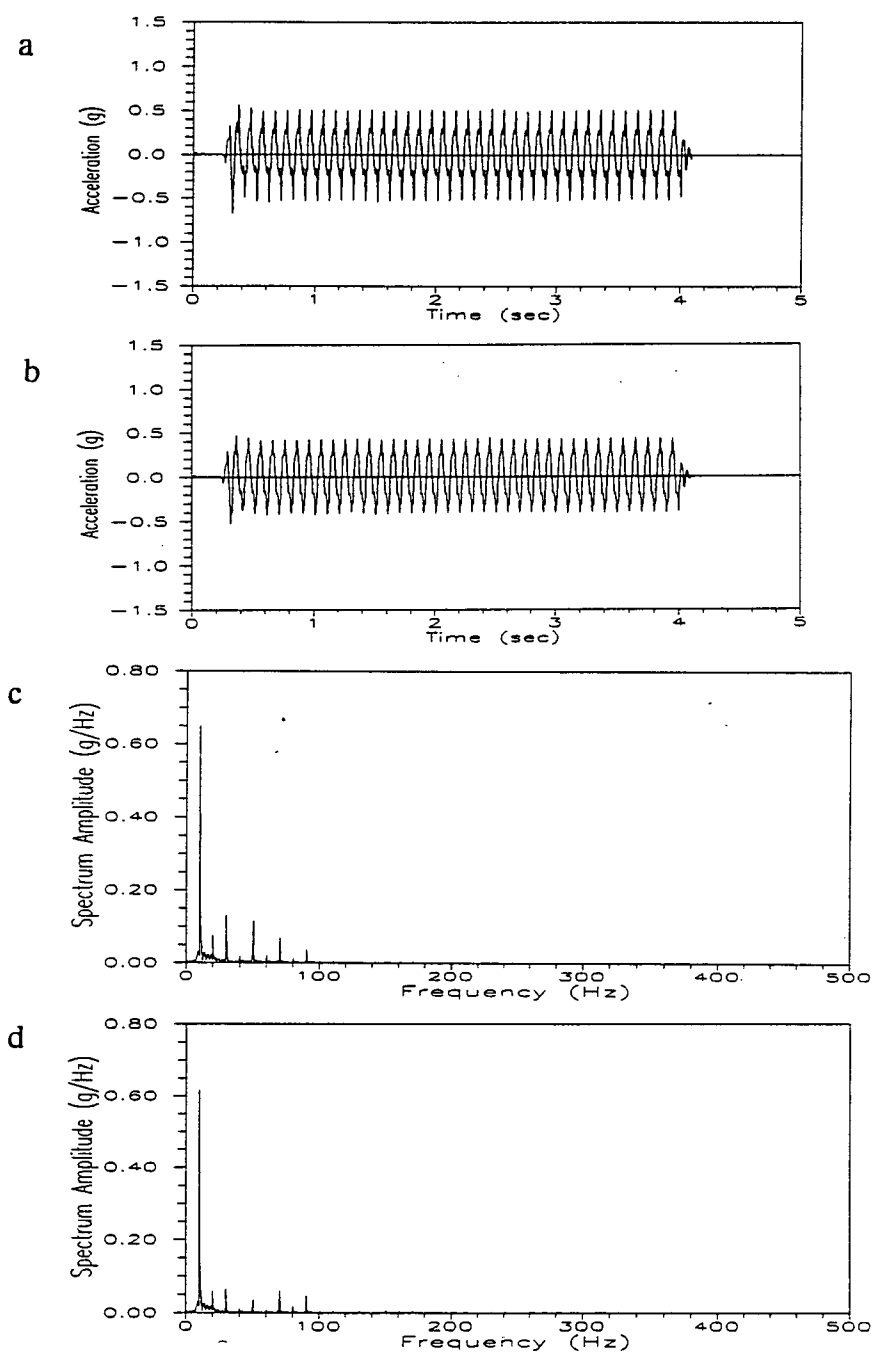 a
1.5
1.0
0.5
0.0
−0.5
−1.0
−1.5
Acceleration (g)
0 1 2 3 4 5
Time (sec)
b
1.5
1.0
0.5
0.0
−0.5
−1.0
−1.5
Acceleration (g)
0 1 2 3 4 5
Time (sec)
c
0.80
0.60
0.40
0.20
0.00
Spectrum Amplitude (g/Hz)
0 100 200 300 400 500
Frequency (Hz)
d
0.80
0.60
0.40
0.20
0.00
Spectrum Amplitude (g/Hz)
0 100 200 300 400 500
Frequency (Hz)